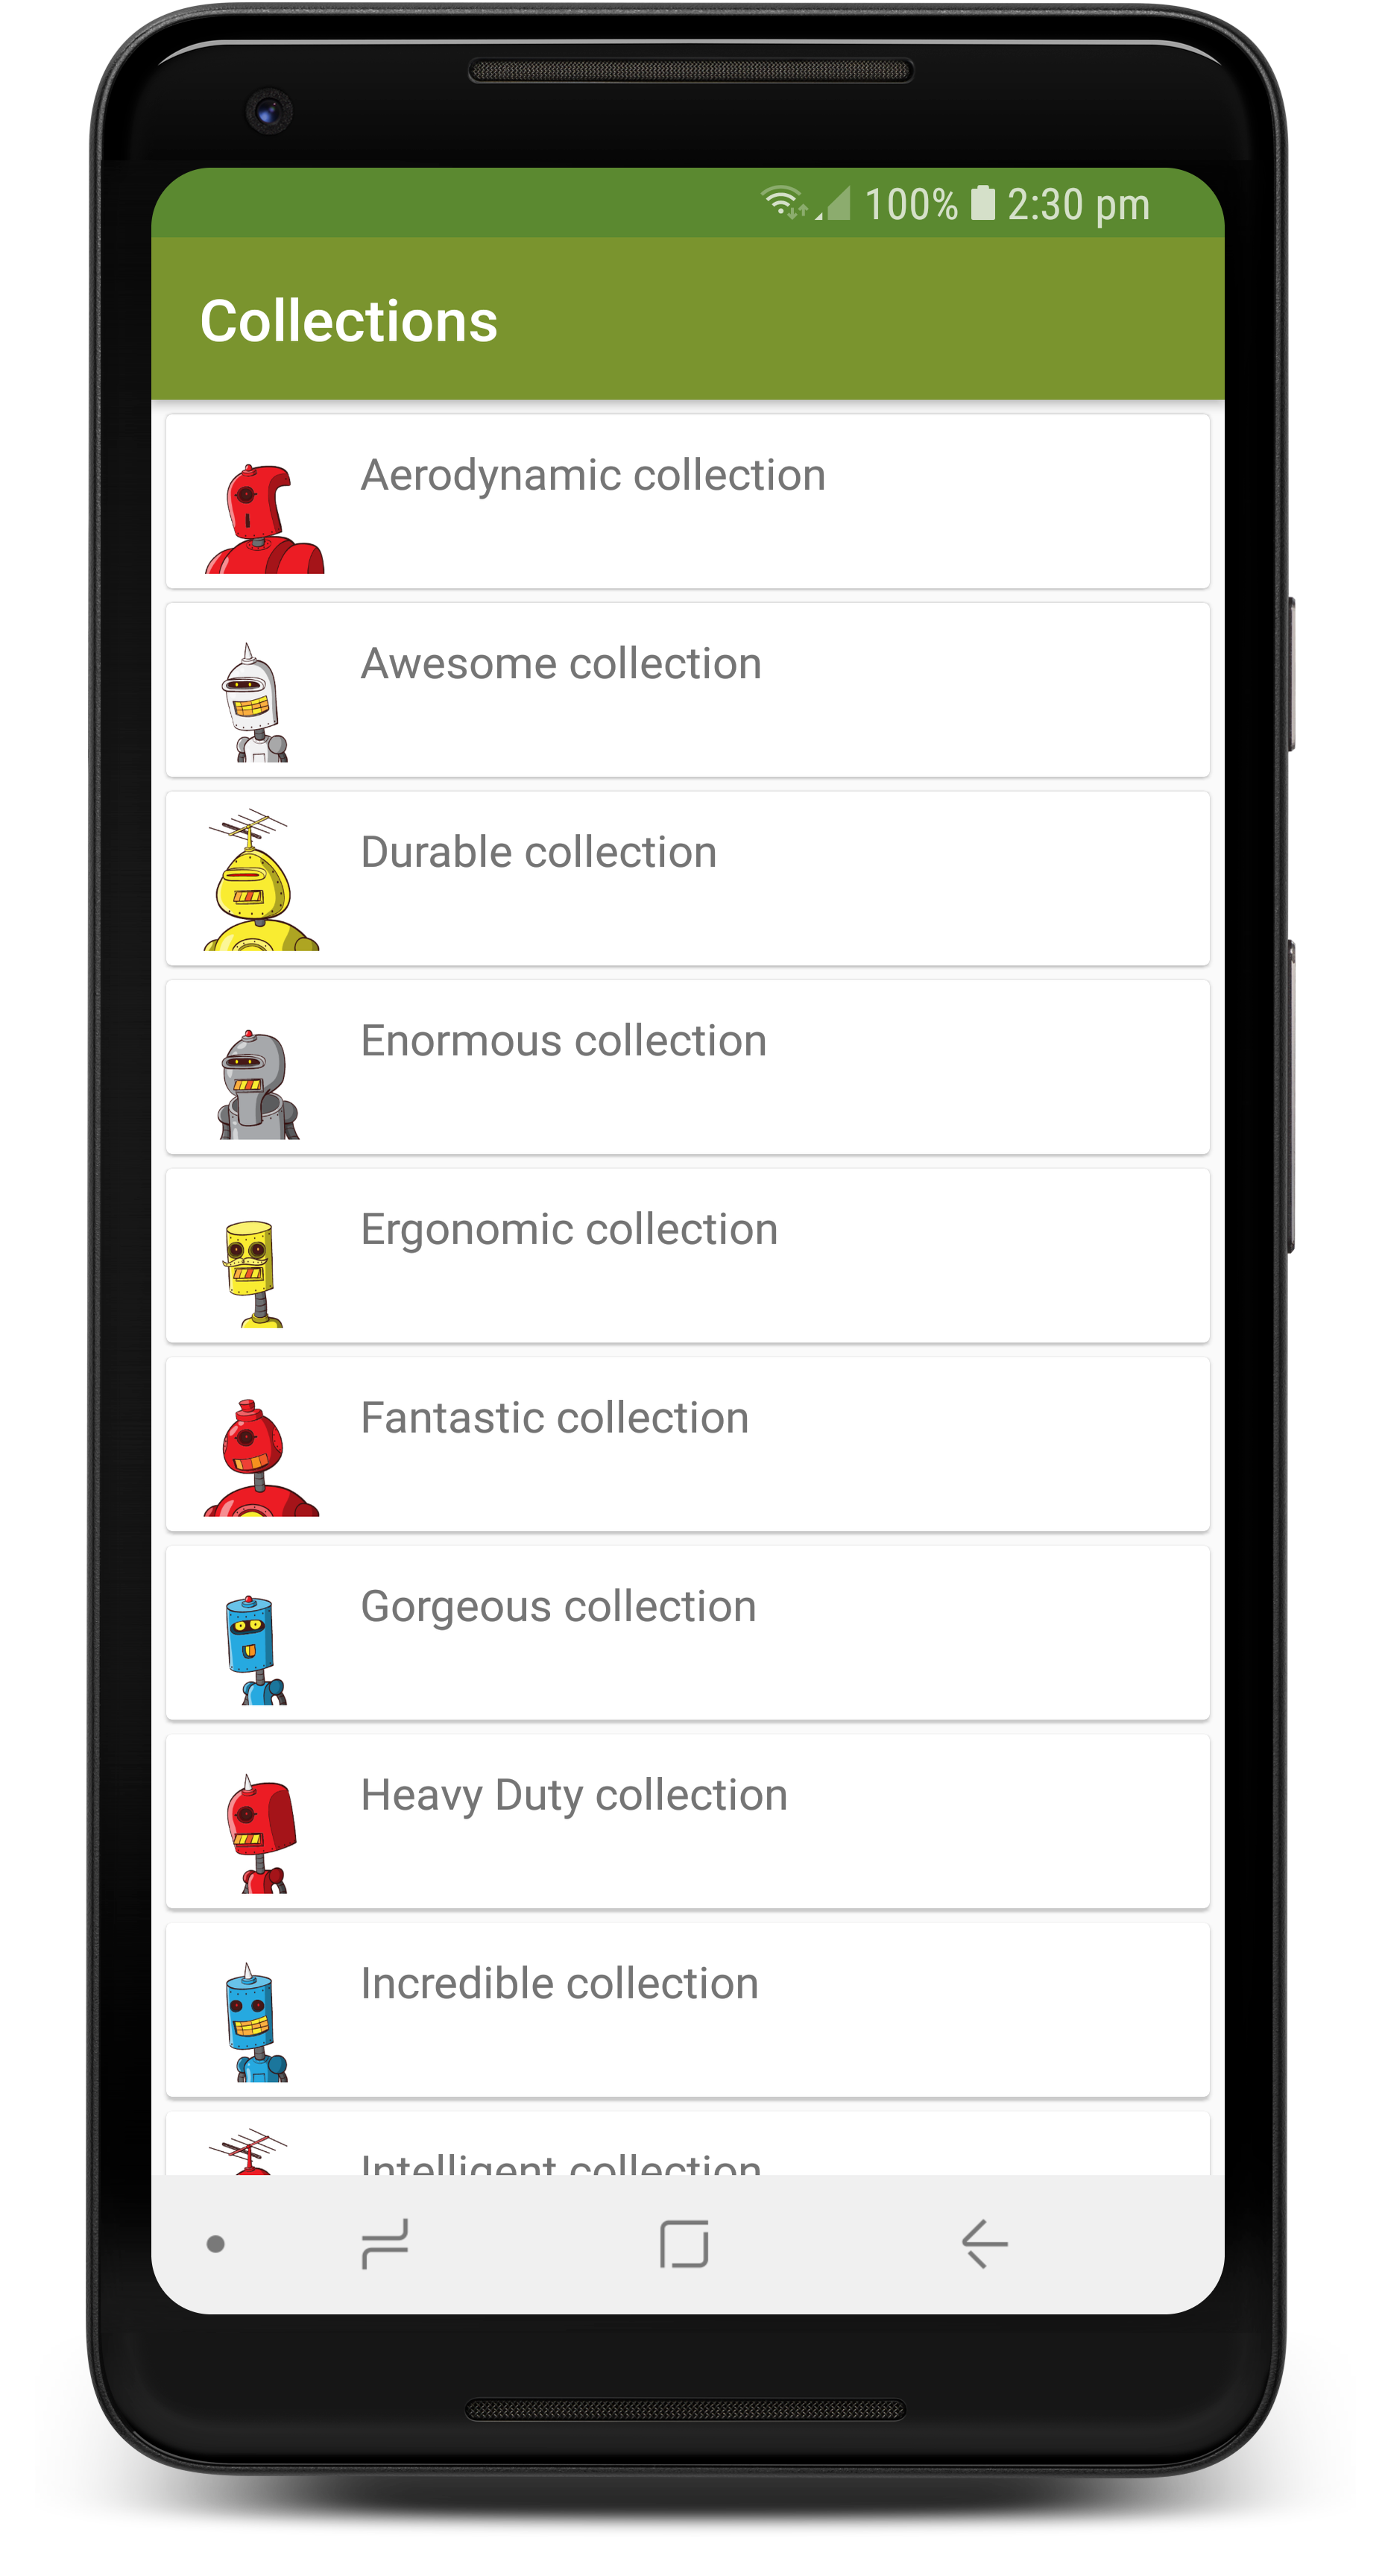 100% 2:30 pm
Collections
Aerodynamic collection
Awesome collection
Durable collection
Enormous collection
Ergonomic collection
Fantastic collection
Gorgeous collection
Heavy Duty collection
Incredible collection
Intelligent collection